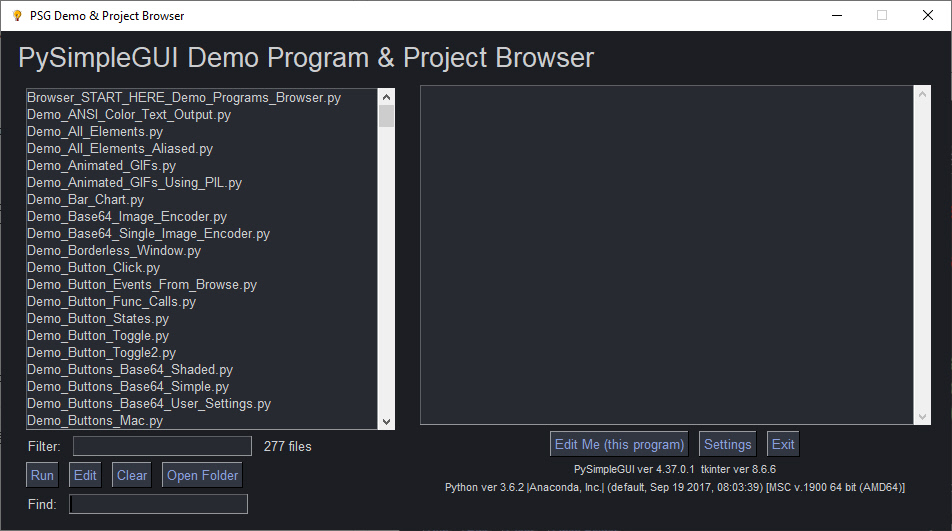 PSG Demo & Project Browser
PySimpleGUI Demo Program & Project Browser
Browser_START_HERE_Demo_Programs_Browser.py
Demo_ANSI_Color_Text_Output.py
Demo_All_Elements.py
Demo_All_Elements_Aliased.py
Demo_Animated_GIFs.py
Demo_Animated_GIFs_Using_PIL.py
Demo_Bar_Chart.py
Demo_Base64_Image_Encoder.py
Demo_Base64_Single_Image_Encoder.py
Demo_Borderless_Window.py
Demo_Button_Click.py
Demo_Button_Events_From_Browse.py
Demo_Button_Func_Calls.py
Demo_Button_States.py
Demo_Button_Toggle.py
Demo_Button_Toggle2.py
Demo_Buttons_Base64_Shaded.py
Demo_Buttons_Base64_Simple.py
Demo_Buttons_Base64_User_Settings.py
Demo_Buttons_Mac.py
Filter: 277 files
Run Edit Clear Open Folder
Find:
Edit Me (this program) Settings Exit
PySimpleGUI ver 4.37.0.1 tkinter ver 8.6.6
Python ver 3.6.2 |Anaconda, Inc.| (default, Sep 19 2017, 08:03:39) [MSC v.1900 64 bit (AMD64)]